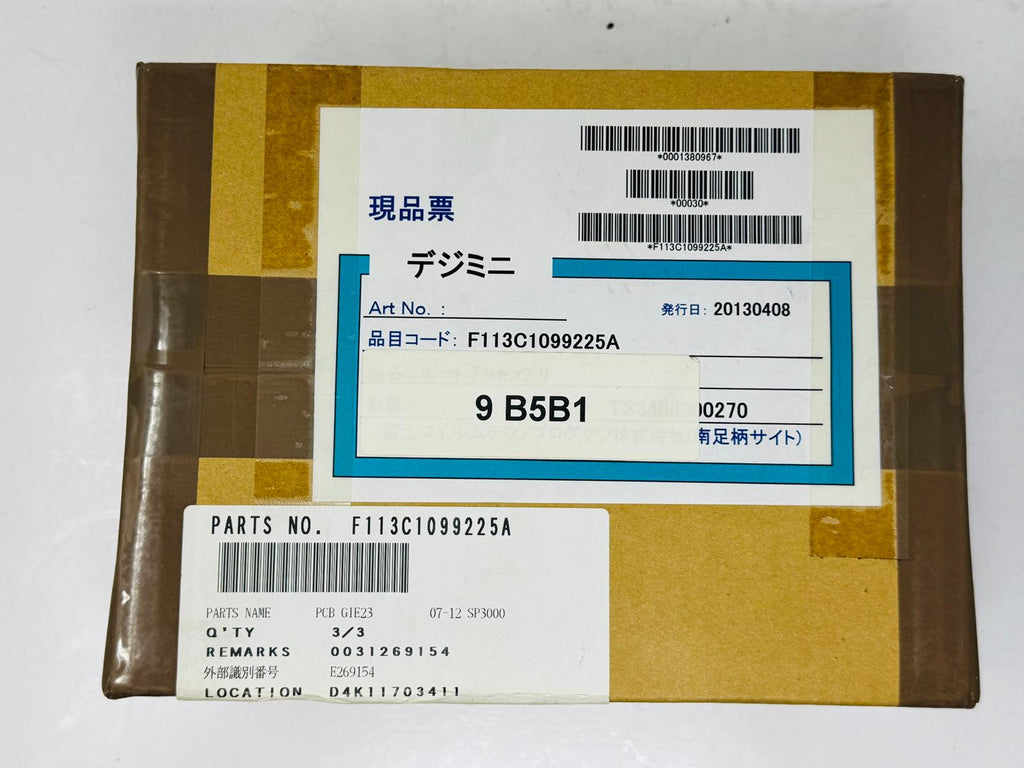 *0001380967*
*00030*
*F113C1099225A*
現品票
デジミニ
Art No. :
発行日: 20130408
品目コード: F113C1099225A
9 B5B1
00270
南足柄サイト)
PARTS NO. F113C1099225A
PARTS NAME PCB GIE23 07-12 SP3000
Q'TY 3/3
REMARKS 0031269154
外部識別番号 E269154
LOCATION D4K11703411